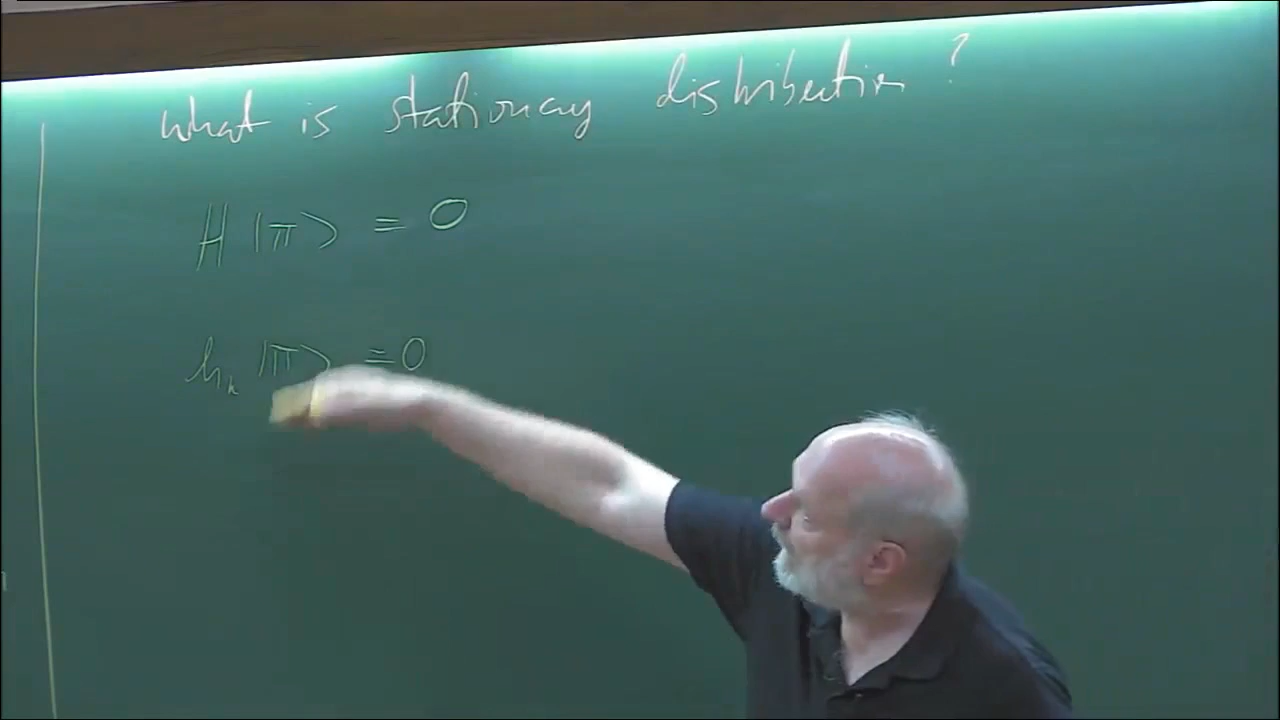 what is stationary distribution ?
H |π⟩ = 0
h_k |π⟩ = 0